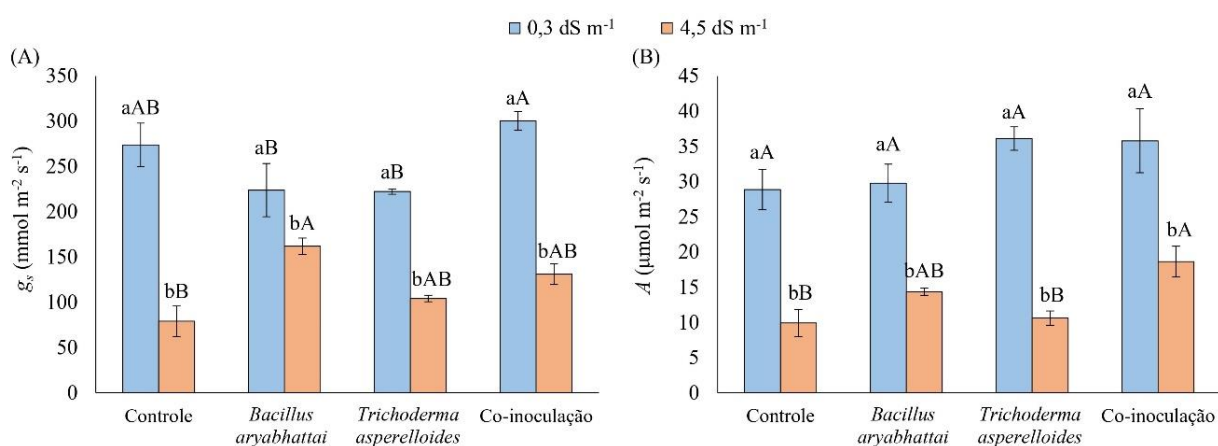 0,3 dS m⁻¹ 4,5 dS m⁻¹
(A)
350
300
250
200
150
100
50
0
gₛ (mmol m⁻² s⁻¹)
aAB
bB
aB
bA
aB
bAB
aA
bAB
Controle
Bacillus
aryabhattai
Trichoderma
asperelloides
Co-inoculação
(B)
45
40
35
30
25
20
15
10
5
0
A (µmol m⁻² s⁻¹)
aA
bB
aA
bAB
aA
bB
aA
bA
Controle
Bacillus
aryabhattai
Trichoderma
asperelloides
Co-inoculação